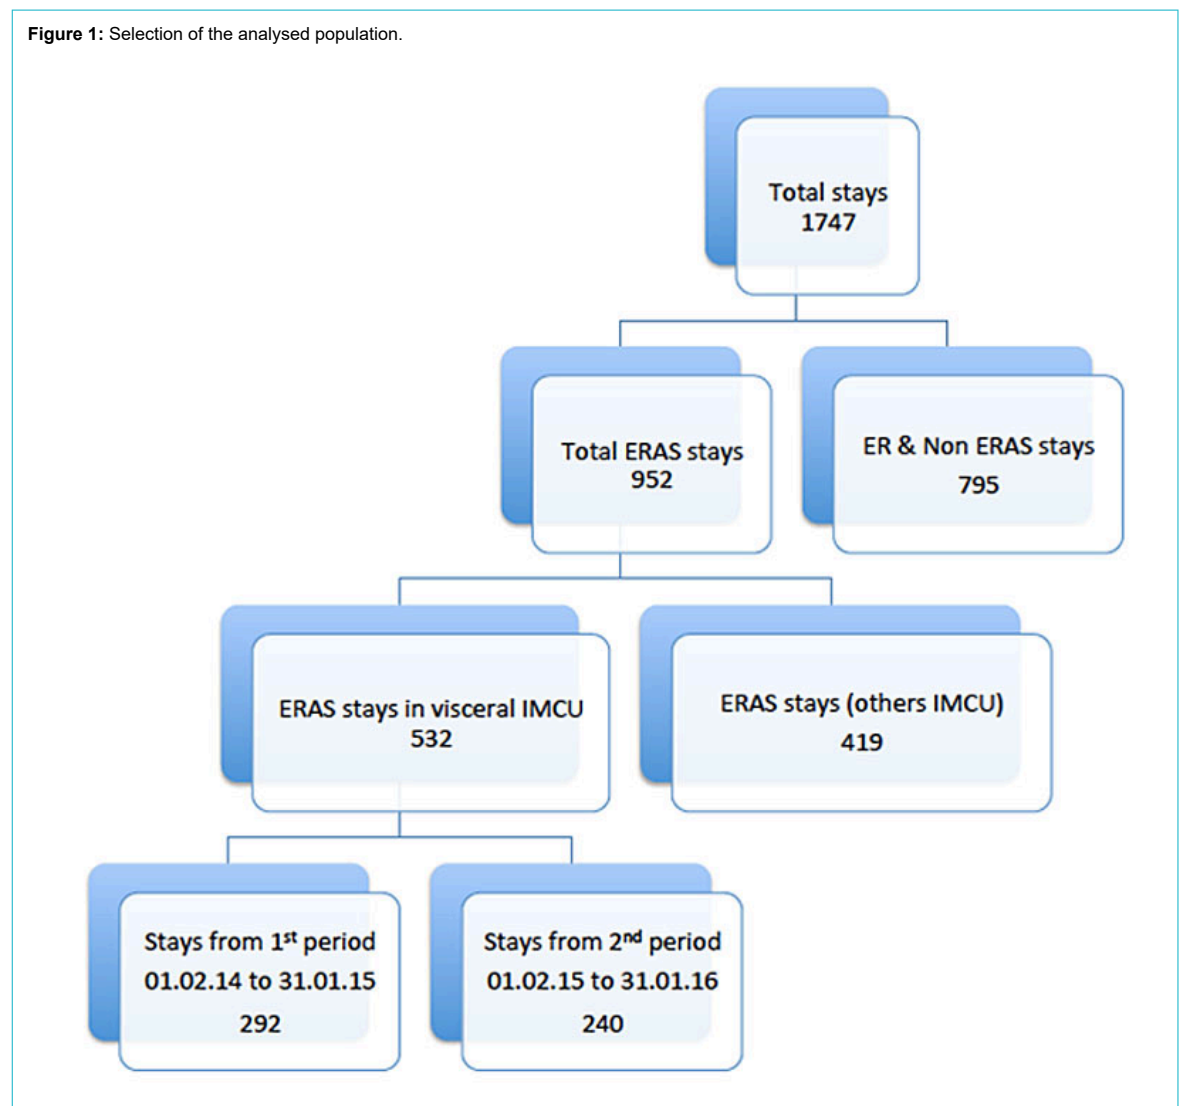 Figure 1: Selection of the analysed population.
Total stays
1747
Total ERAS stays
952
ER & Non ERAS stays
795
ERAS stays in visceral IMCU
532
ERAS stays (others IMCU)
419
Stays from 1st period
01.02.14 to 31.01.15
292
Stays from 2nd period
01.02.15 to 31.01.16
240